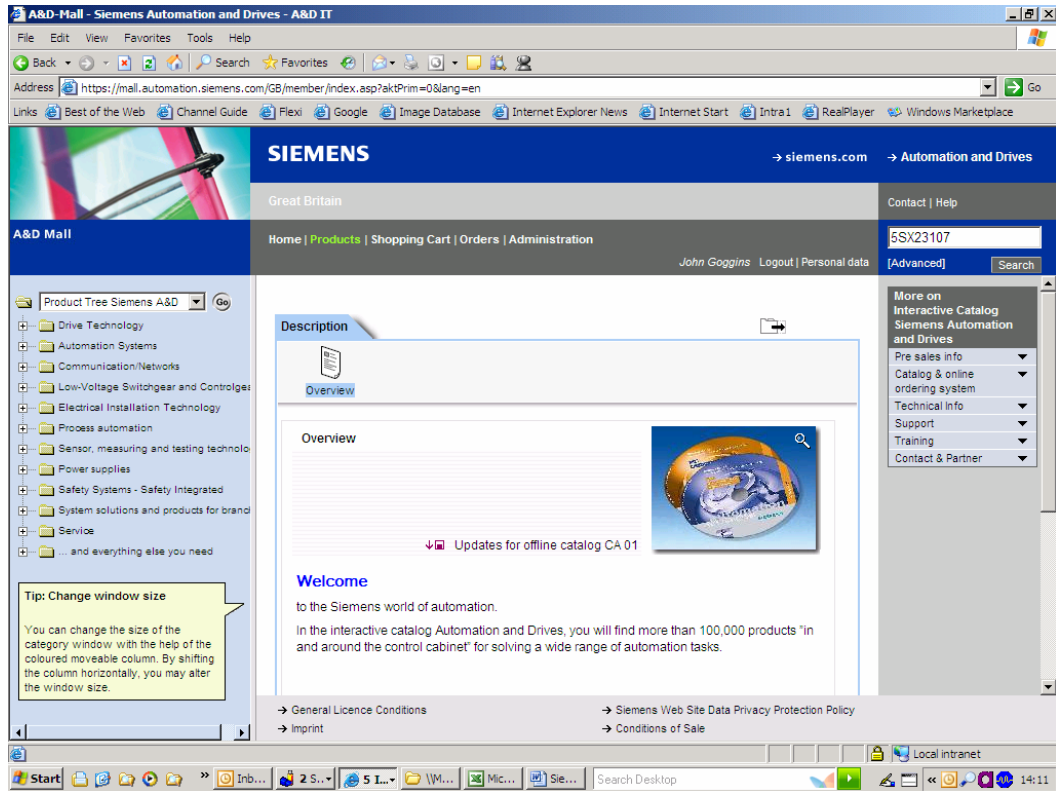 A&D-Mall - Siemens Automation and Drives - A&D IT
File Edit View Favorites Tools Help
Back Search Favorites
Address https://mall.automation.siemens.com/GB/member/index.asp?aktPrim=0&lang=en Go
Links Best of the Web Channel Guide Flexi Google Image Database Internet Explorer News Internet Start Intra1 RealPlayer Windows Marketplace
SIEMENS
→ siemens.com → Automation and Drives
Great Britain
Contact | Help
A&D Mall
Home | Products | Shopping Cart | Orders | Administration
5SX23107
John Goggins Logout | Personal data
[Advanced] Search
Product Tree Siemens A&D Go
Drive Technology
Automation Systems
Communication/Networks
Low-Voltage Switchgear and Controlgea
Electrical Installation Technology
Process automation
Sensor, measuring and testing technolo
Power supplies
Safety Systems - Safety Integrated
System solutions and products for branc
Service
... and everything else you need
Tip: Change window size
You can change the size of the
category window with the help of the
coloured moveable column. By shifting
the column horizontally, you may alter
the window size.
Description
Overview
Overview
Updates for offline catalog CA 01
Welcome
to the Siemens world of automation.
In the interactive catalog Automation and Drives, you will find more than 100,000 products "in
and around the control cabinet" for solving a wide range of automation tasks.
More on
Interactive Catalog
Siemens Automation
and Drives
Pre sales info
Catalog & online
ordering system
Technical Info
Support
Training
Contact & Partner
→ General Licence Conditions
→ Siemens Web Site Data Privacy Protection Policy
→ Imprint
→ Conditions of Sale
Local intranet
Start » Inb... 2 S.. 5 I... \\M... Mic... Sie... Search Desktop « 14:11